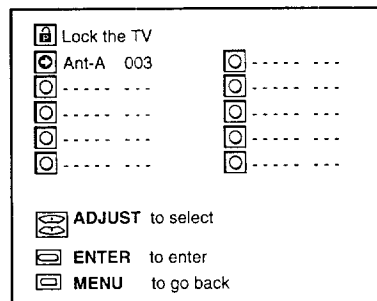 Lock the TV
Ant-A 003
----- ---   ----- ---
----- ---   ----- ---
----- ---   ----- ---
----- ---   ----- ---
----- ---
ADJUST to select
ENTER to enter
MENU to go back